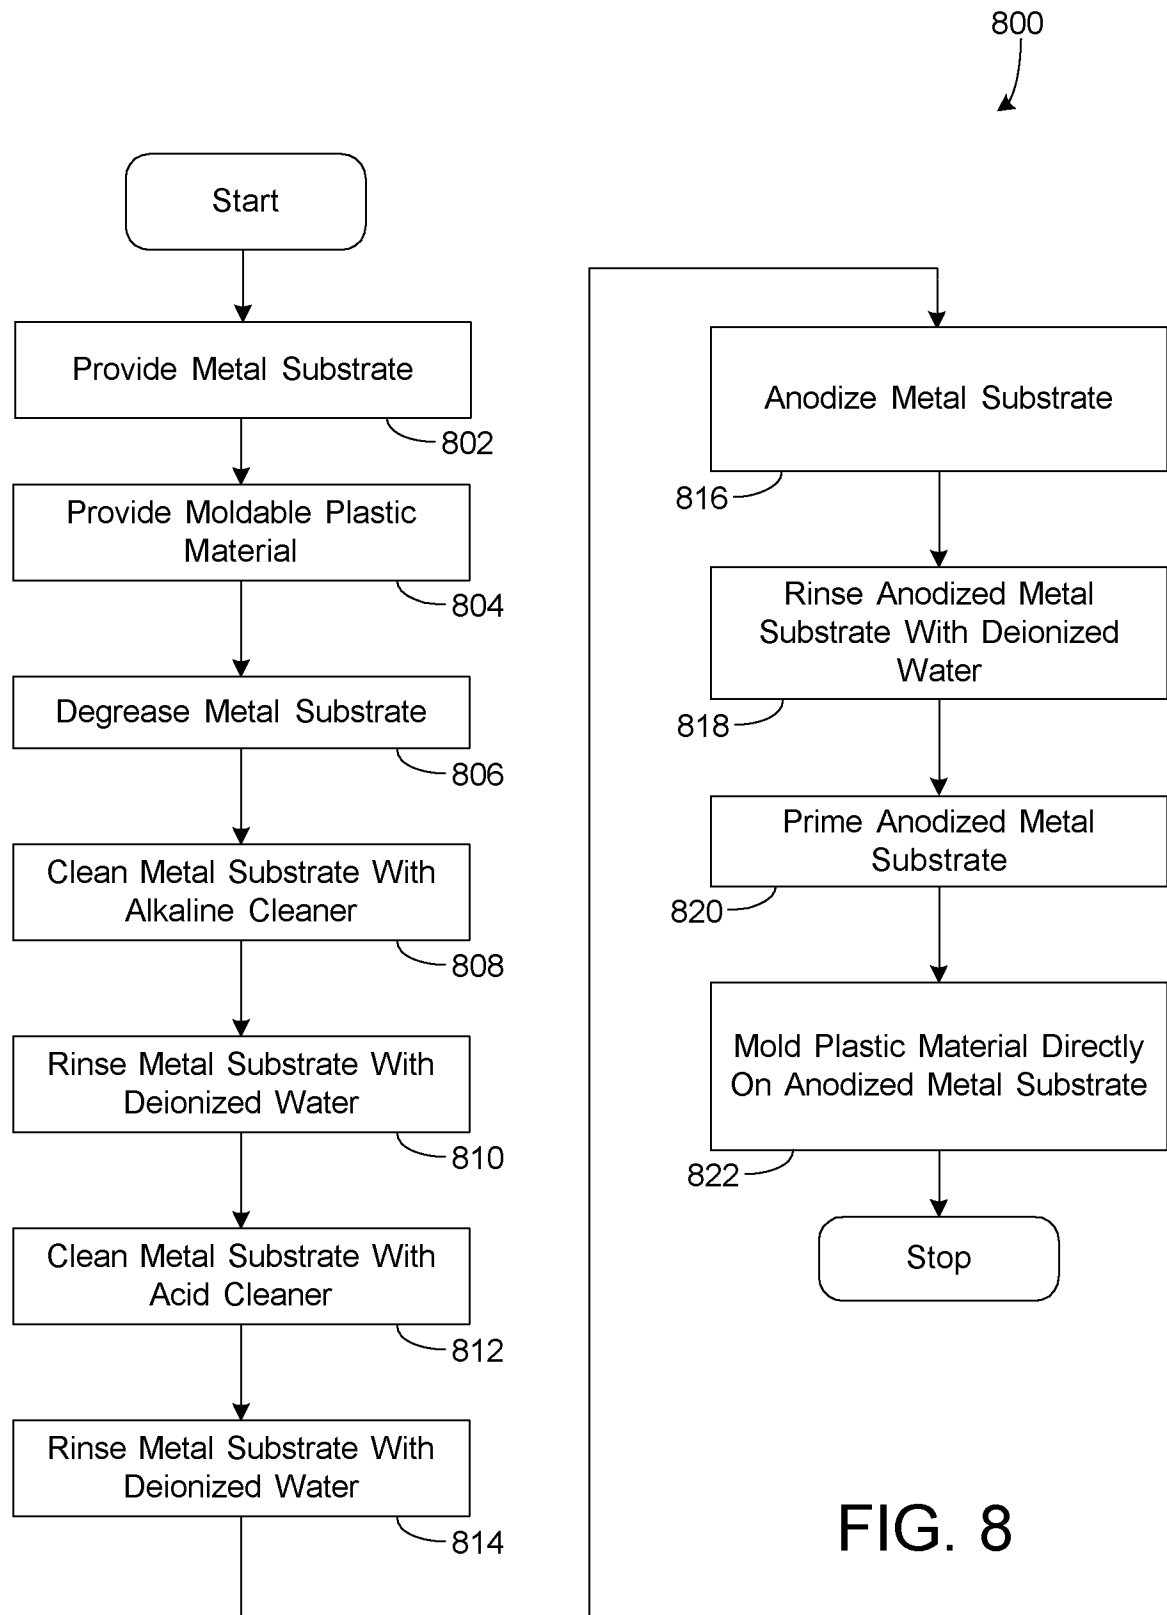 800
Start
Provide Metal Substrate
802
Provide Moldable Plastic
Material
804
Degrease Metal Substrate
806
Clean Metal Substrate With
Alkaline Cleaner
808
Rinse Metal Substrate With
Deionized Water
810
Clean Metal Substrate With
Acid Cleaner
812
Rinse Metal Substrate With
Deionized Water
814
Anodize Metal Substrate
816
Rinse Anodized Metal
Substrate With Deionized
Water
818
Prime Anodized Metal
Substrate
820
Mold Plastic Material Directly
On Anodized Metal Substrate
822
Stop
FIG. 8